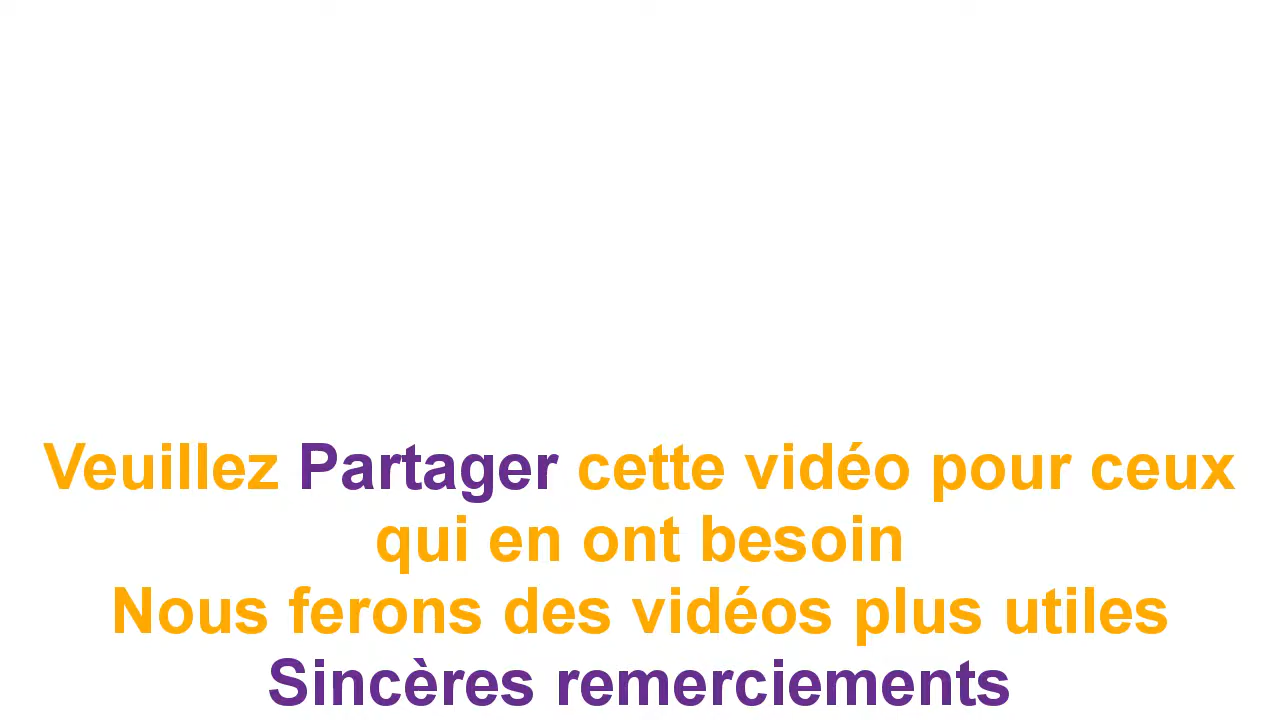 Veuillez Partager cette vidéo pour ceux
qui en ont besoin
Nous ferons des vidéos plus utiles
Sincères remerciements